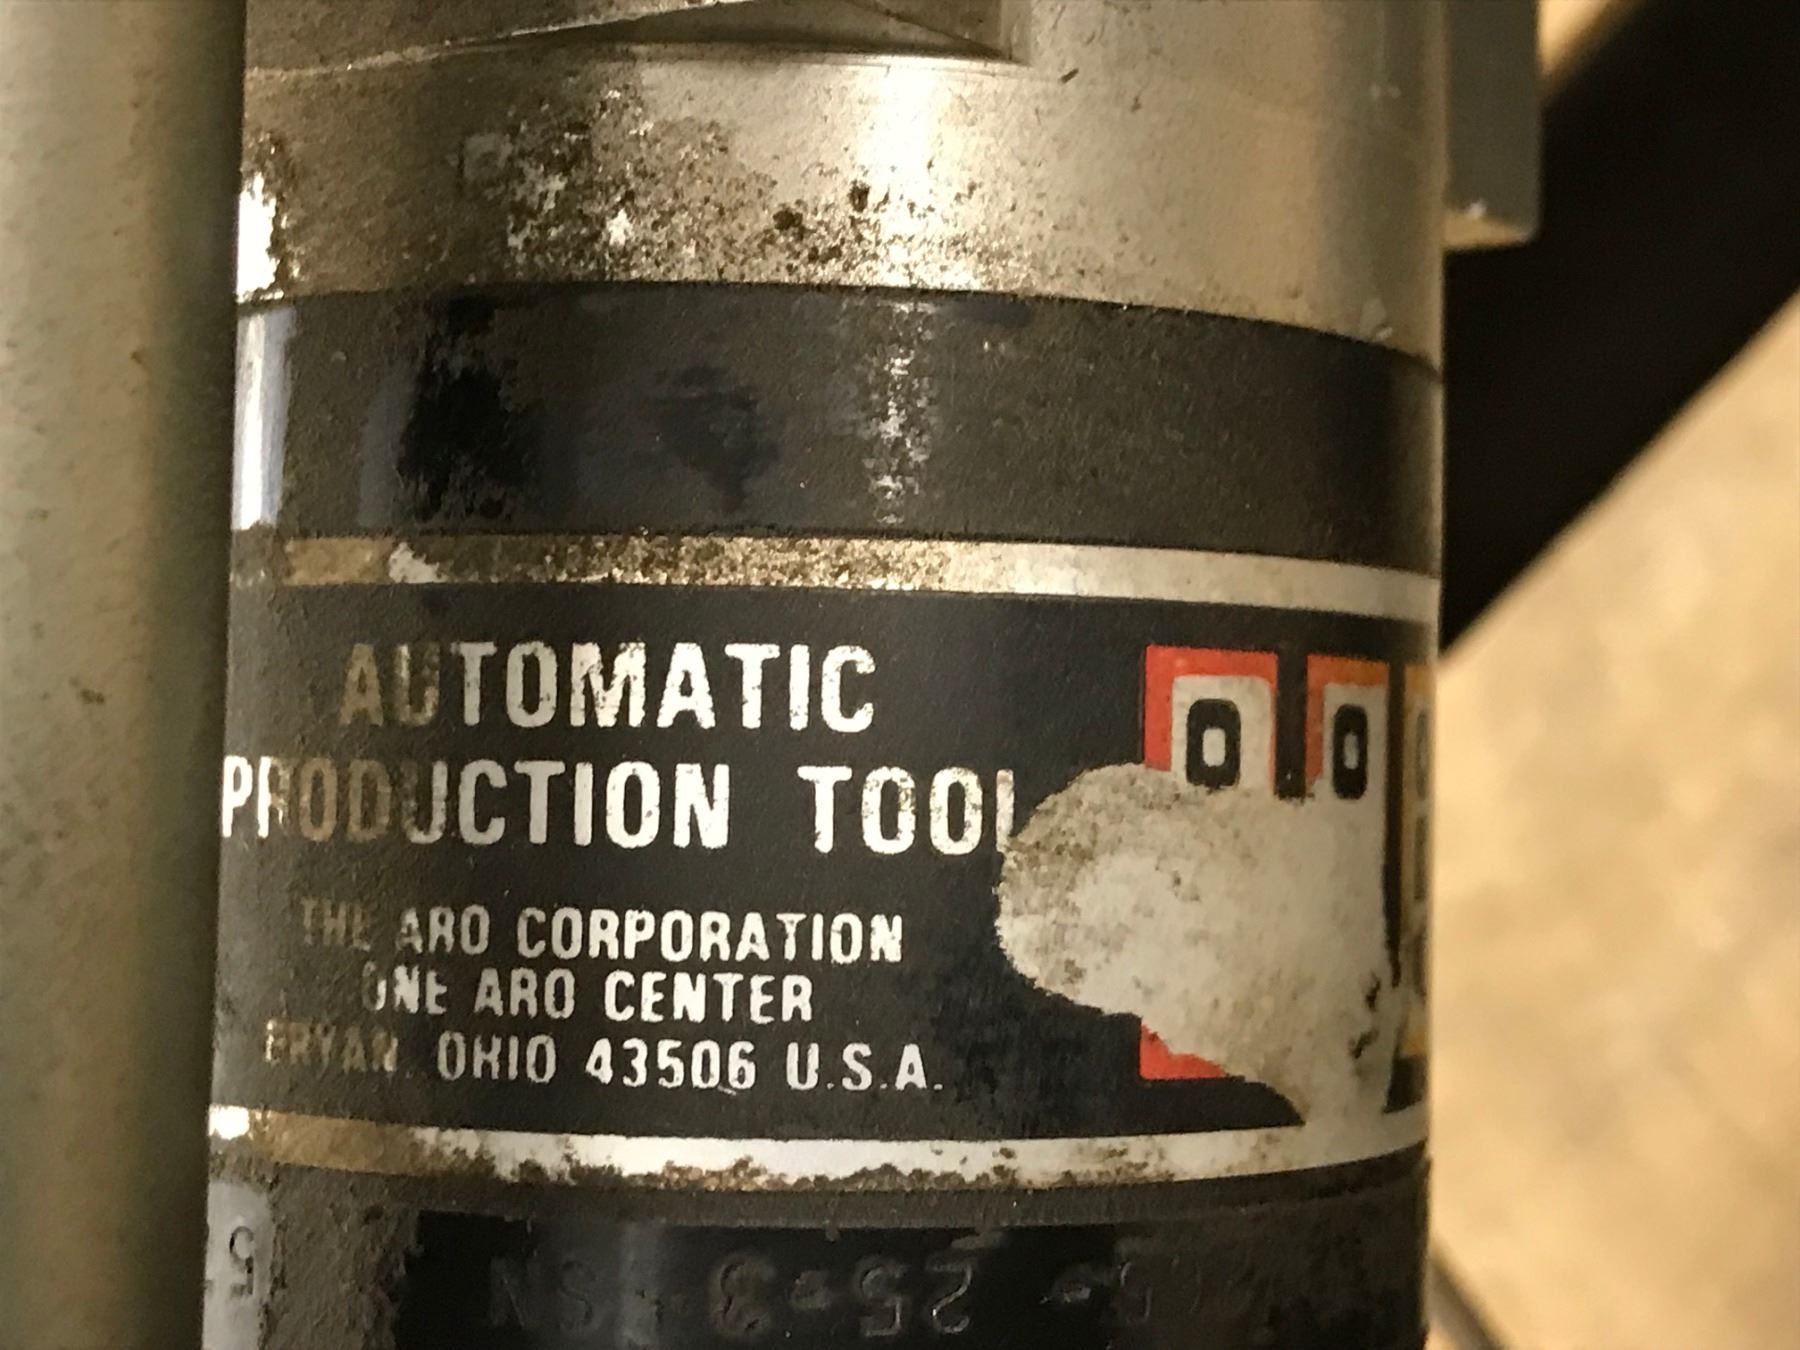 AUTOMATIC
PRODUCTION TOOL
THE ARO CORPORATION
ONE ARO CENTER
BRYAN, OHIO 43506 U.S.A.